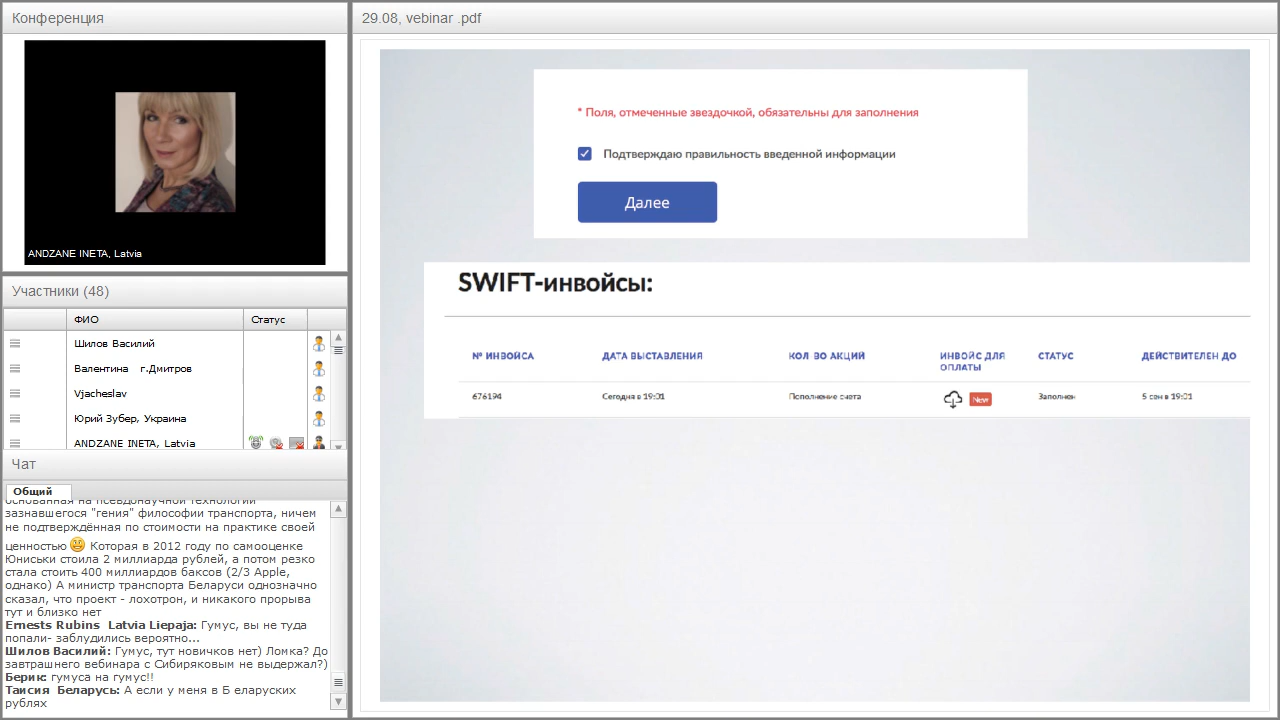 Конференция
ANDZANE INETA, Latvia
Участники (48)
ФИО
Статус
Шилов Василий
Валентина г.Дмитров
Vjacheslav
Юрий Зубер, Украина
ANDZANE INETA, Latvia
Чат
Общий
основанная на псевдонаучной технологии
зазнавшегося "гения" философии транспорта, ничем
не подтверждённая по стоимости на практике своей
ценностью Которая в 2012 году по самооценке
Юниськи стоила 2 миллиарда рублей, а потом резко
стала стоить 400 миллиардов баксов (2/3 Apple,
однако) А министр транспорта Беларуси однозначно
сказал, что проект - лохотрон, и никакого прорыва
тут и близко нет
Ernests Rubins Latvia Liepaja: Гумус, вы не туда
попали- заблудились вероятно...
Шилов Василий: Гумус, тут новичков нет) Ломка? До
завтрашнего вебинара с Сибиряковым не выдержал?)
Берик: гумуса на гумус!!
Таисия Беларусь: А если у меня в Б еларуских
рублях
29.08, vebinar .pdf
* Поля, отмеченные звездочкой, обязательны для заполнения
Подтверждаю правильность введенной информации
Далее
SWIFT-инвойсы:
№ ИНВОЙСА
ДАТА ВЫСТАВЛЕНИЯ
КОЛ ВО АКЦИЙ
ИНВОЙС ДЛЯ
ОПЛАТЫ
СТАТУС
ДЕЙСТВИТЕЛЕН ДО
676194
Сегодня в 19:01
Пополнение счета
New
Заполнен
5 сен в 19:01